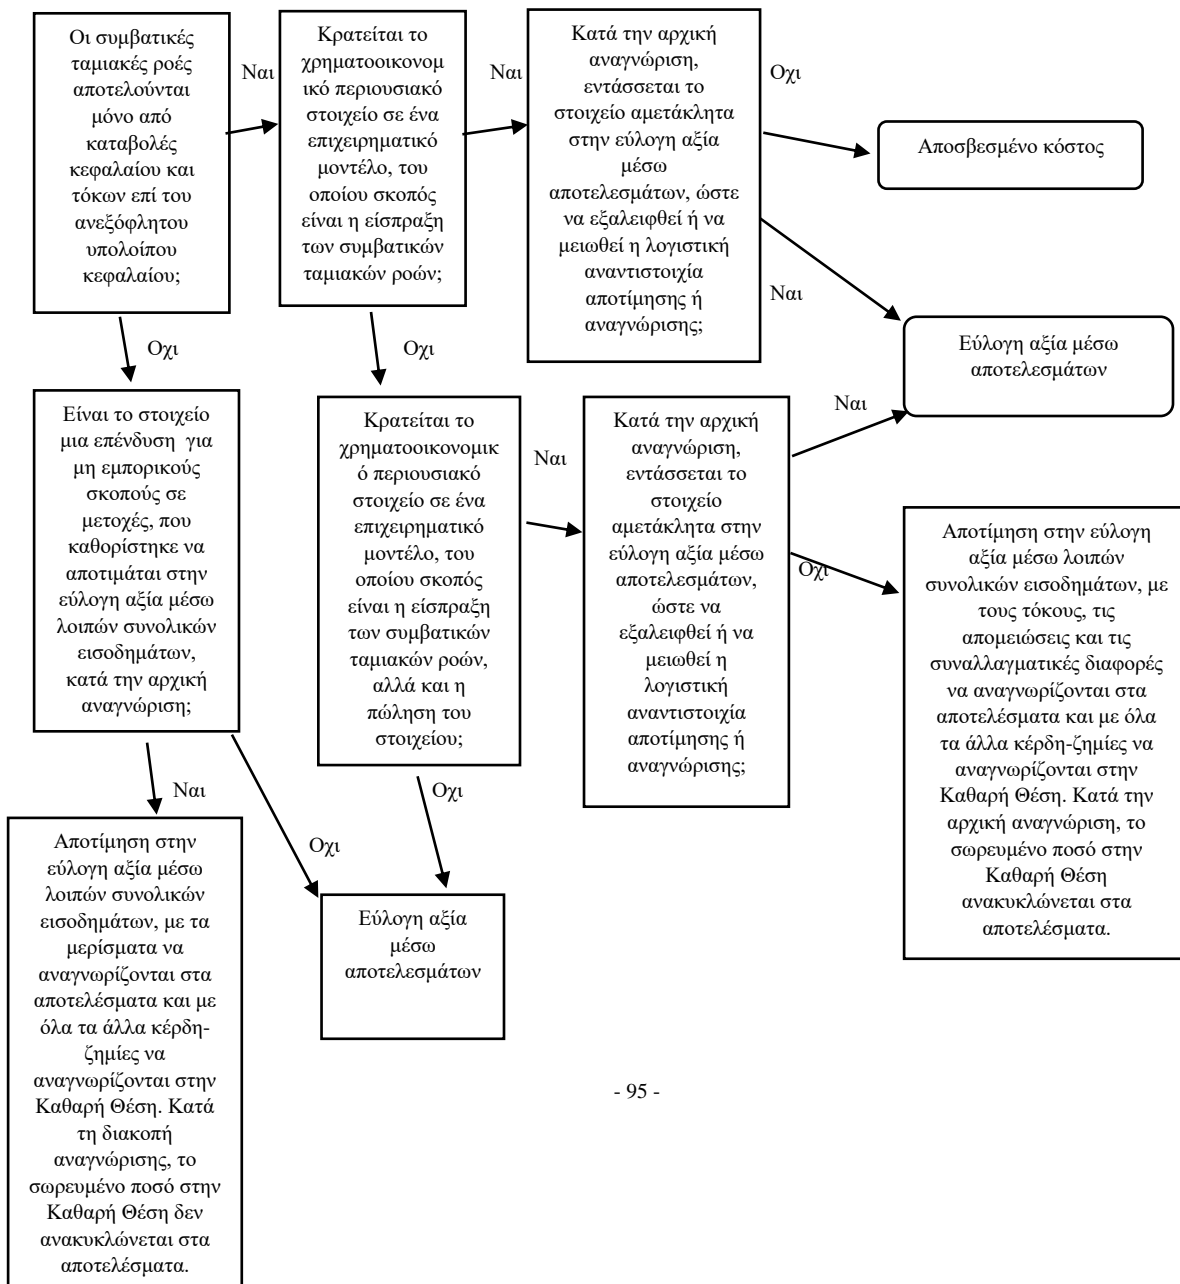 Οι συμβατικές
ταμιακές ροές
αποτελούνται
μόνο από
καταβολές
κεφαλαίου και
τόκων επί του
ανεξόφλητου
υπολοίπου
κεφαλαίου;
Ναι
Κρατείται το
χρηματοοικονομ
ικό περιουσιακό
στοιχείο σε ένα
επιχειρηματικό
μοντέλο, του
οποίου σκοπός
είναι η είσπραξη
των συμβατικών
ταμιακών ροών;
Ναι
Κατά την αρχική
αναγνώριση,
εντάσσεται το
στοιχείο αμετάκλητα
στην εύλογη αξία
μέσω
αποτελεσμάτων, ώστε
να εξαλειφθεί ή να
μειωθεί η λογιστική
αναντιστοιχία
αποτίμησης ή
αναγνώρισης;
Οχι
Αποσβεσμένο κόστος
Ναι
Εύλογη αξία μέσω
αποτελεσμάτων
Οχι
Οχι
Είναι το στοιχείο
μια επένδυση για
μη εμπορικούς
σκοπούς σε
μετοχές, που
καθορίστηκε να
αποτιμάται στην
εύλογη αξία μέσω
λοιπών συνολικών
εισοδημάτων,
κατά την αρχική
αναγνώριση;
Κρατείται το
χρηματοοικονομικ
ό περιουσιακό
στοιχείο σε ένα
επιχειρηματικό
μοντέλο, του
οποίου σκοπός
είναι η είσπραξη
των συμβατικών
ταμιακών ροών,
αλλά και η
πώληση του
στοιχείου;
Ναι
Κατά την αρχική
αναγνώριση,
εντάσσεται το
στοιχείο
αμετάκλητα στην
εύλογη αξία μέσω
αποτελεσμάτων,
ώστε να
εξαλειφθεί ή να
μειωθεί η
λογιστική
αναντιστοιχία
αποτίμησης ή
αναγνώρισης;
Ναι
Οχι
Αποτίμηση στην εύλογη
αξία μέσω λοιπών
συνολικών εισοδημάτων, με
τους τόκους, τις
απομειώσεις και τις
συναλλαγματικές διαφορές
να αναγνωρίζονται στα
αποτελέσματα και με όλα
τα άλλα κέρδη-ζημίες να
αναγνωρίζονται στην
Καθαρή Θέση. Κατά την
αρχική αναγνώριση, το
σωρευμένο ποσό στην
Καθαρή Θέση
ανακυκλώνεται στα
αποτελέσματα.
Ναι
Οχι
Οχι
Αποτίμηση στην
εύλογη αξία μέσω
λοιπών συνολικών
εισοδημάτων, με τα
μερίσματα να
αναγνωρίζονται στα
αποτελέσματα και με
όλα τα άλλα κέρδη-
ζημίες να
αναγνωρίζονται στην
Καθαρή Θέση. Κατά
τη διακοπή
αναγνώρισης, το
σωρευμένο ποσό στην
Καθαρή Θέση δεν
ανακυκλώνεται στα
αποτελέσματα.
Εύλογη αξία
μέσω
αποτελεσμάτων
- 95 -